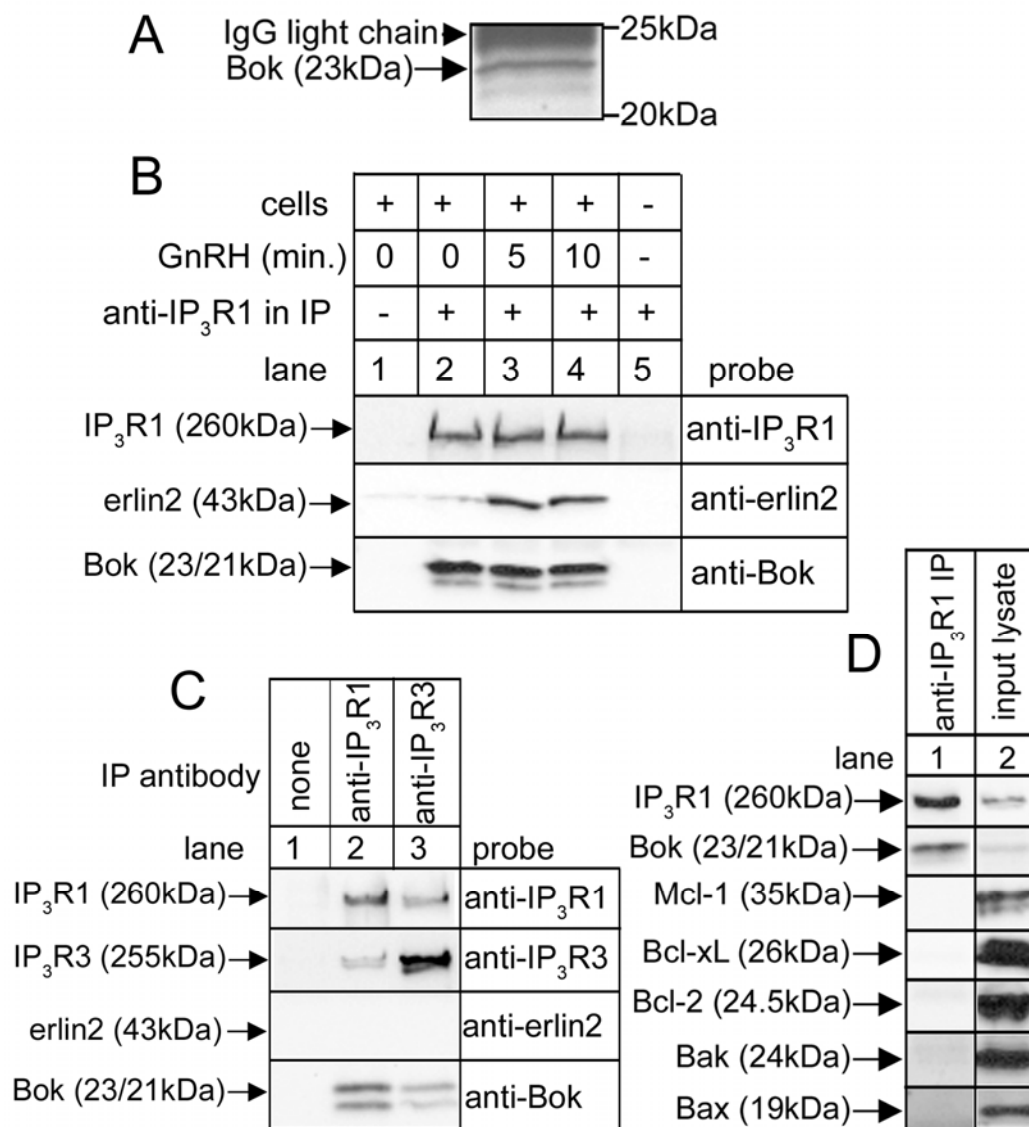 A
IgG light chain
Bok (23kDa)
25kDa
20kDa
B
cells + + + + -
GnRH (min.) 0 0 5 10 -
anti-IP3R1 in IP - + + + +
lane 1 2 3 4 5 probe
IP3R1 (260kDa) anti-IP3R1
erlin2 (43kDa) anti-erlin2
Bok (23/21kDa) anti-Bok
C
IP antibody none anti-IP3R1 anti-IP3R3
lane 1 2 3 probe
IP3R1 (260kDa) anti-IP3R1
IP3R3 (255kDa) anti-IP3R3
erlin2 (43kDa) anti-erlin2
Bok (23/21kDa) anti-Bok
D
anti-IP3R1 IP input lysate
lane 1 2
IP3R1 (260kDa)
Bok (23/21kDa)
Mcl-1 (35kDa)
Bcl-xL (26kDa)
Bcl-2 (24.5kDa)
Bak (24kDa)
Bax (19kDa)